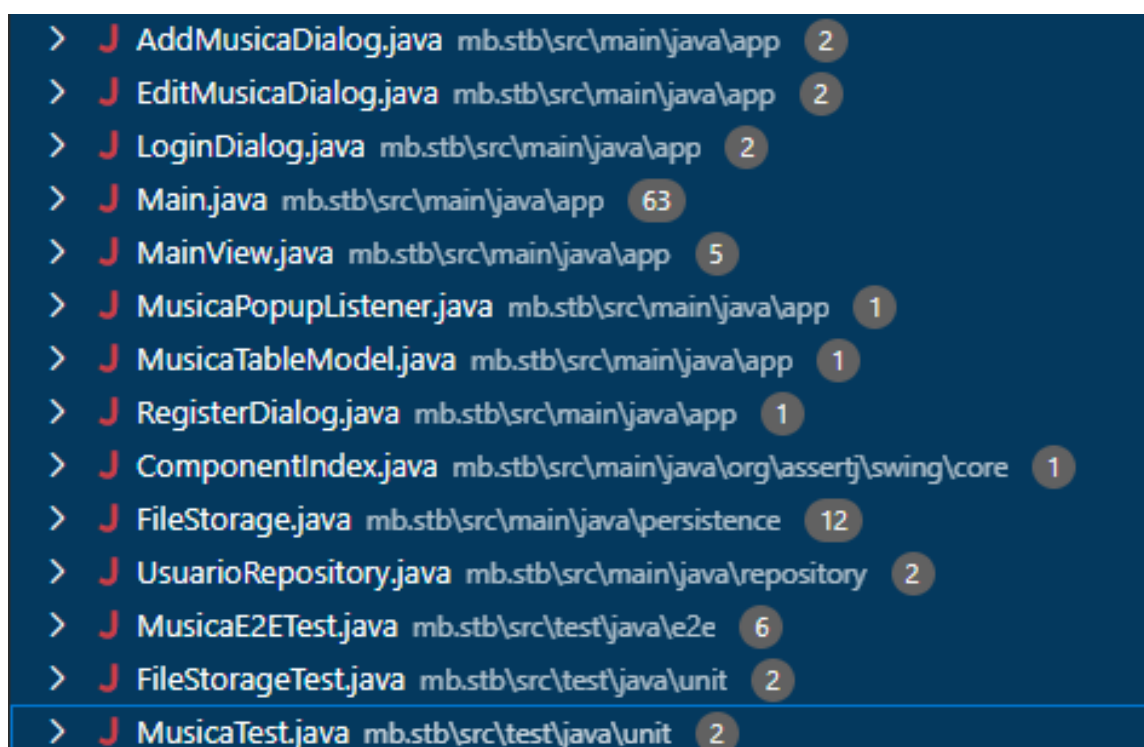 > J AddMusicaDialog.java mb.stb\src\main\java\app 2
> J EditMusicaDialog.java mb.stb\src\main\java\app 2
> J LoginDialog.java mb.stb\src\main\java\app 2
> J Main.java mb.stb\src\main\java\app 63
> J MainView.java mb.stb\src\main\java\app 5
> J MusicaPopupListener.java mb.stb\src\main\java\app 1
> J MusicaTableModel.java mb.stb\src\main\java\app 1
> J RegisterDialog.java mb.stb\src\main\java\app 1
> J ComponentIndex.java mb.stb\src\main\java\org\assertj\swing\core 1
> J FileStorage.java mb.stb\src\main\java\persistence 12
> J UsuarioRepository.java mb.stb\src\main\java\repository 2
> J MusicaE2ETest.java mb.stb\src\test\java\e2e 6
> J FileStorageTest.java mb.stb\src\test\java\unit 2
> J MusicaTest.java mb.stb\src\test\java\unit 2